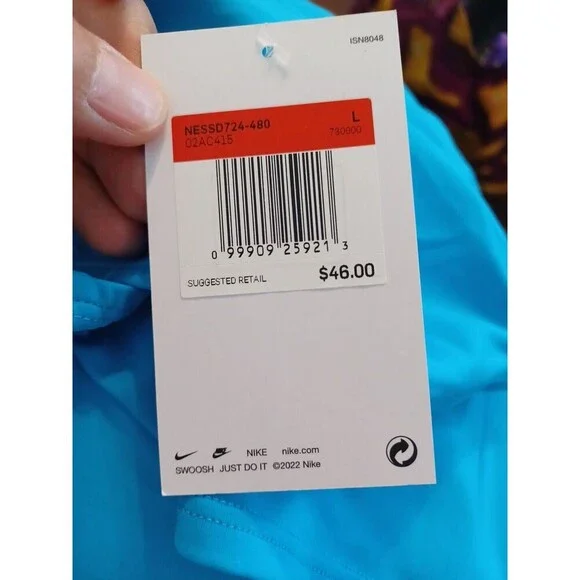 ISN8048
NESSD724-480 L
02AC415 780000
0 99909 25921 3
SUGGESTED RETAIL $46.00
NIKE nike.com
SWOOSH JUST DO IT ©2022 Nike